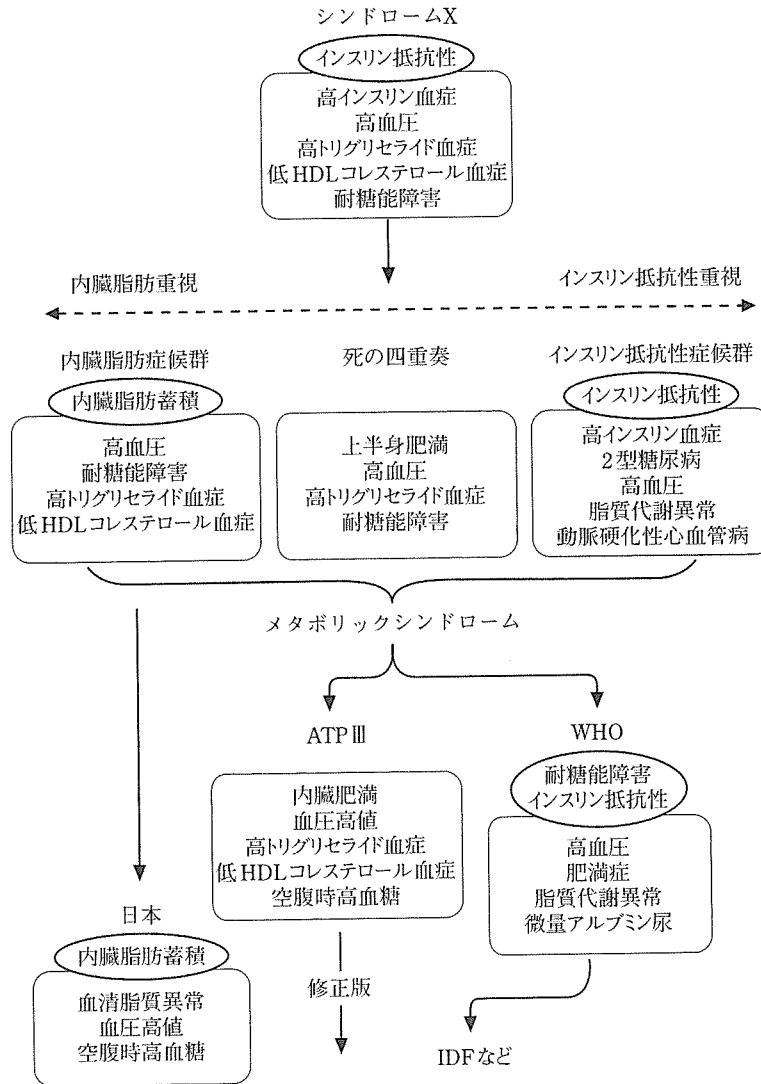 シンドロームX
インスリン抵抗性
高インスリン血症
高血圧
高トリグリセライド血症
低HDLコレステロール血症
耐糖能障害
内臓脂肪重視
インスリン抵抗性重視
内臓脂肪症候群
内臓脂肪蓄積
高血圧
耐糖能障害
高トリグリセライド血症
低HDLコレステロール血症
死の四重奏
上半身肥満
高血圧
高トリグリセライド血症
耐糖能障害
インスリン抵抗性症候群
インスリン抵抗性
高インスリン血症
2型糖尿病
高血圧
脂質代謝異常
動脈硬化性心血管病
メタボリックシンドローム
ATPⅢ
内臓肥満
血圧高値
高トリグリセライド血症
低HDLコレステロール血症
空腹時高血糖
修正版
WHO
耐糖能障害
インスリン抵抗性
高血圧
肥満症
脂質代謝異常
微量アルブミン尿
IDFなど
日本
内臓脂肪蓄積
血清脂質異常
血圧高値
空腹時高血糖